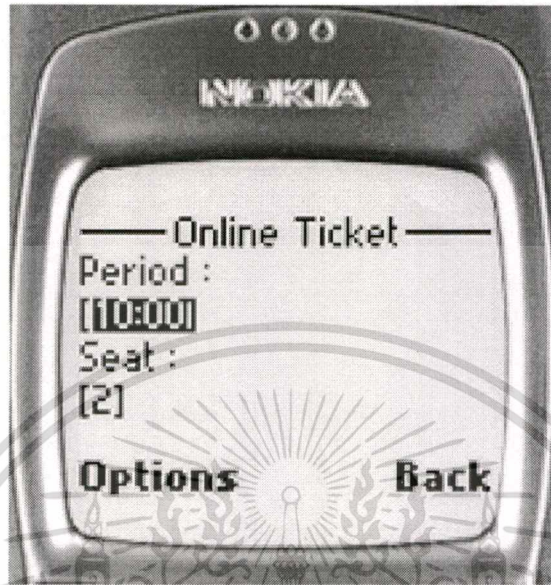 NOKIA
Online Ticket
Period :
[10:00]
Seat :
[2]
Options Back